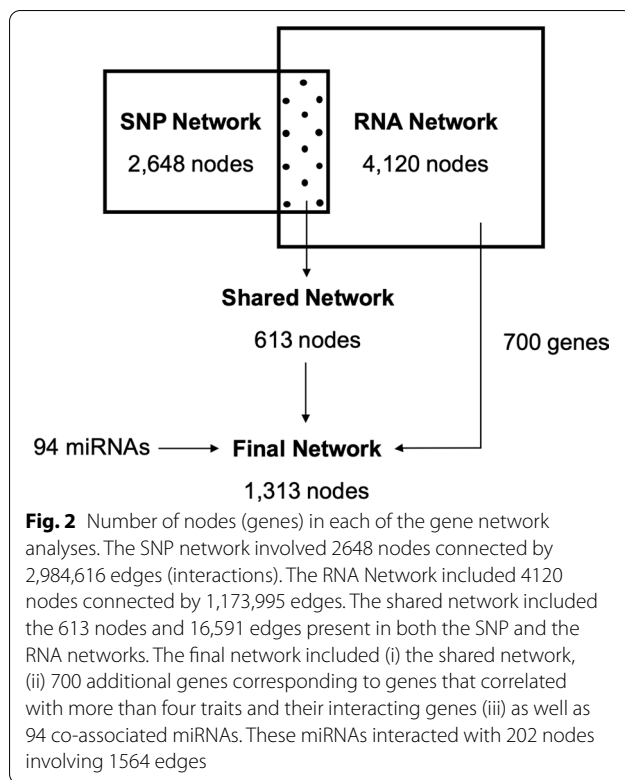 SNP Network
2,648 nodes
RNA Network
4,120 nodes
Shared Network
613 nodes
700 genes
94 miRNAs
Final Network
1,313 nodes
Fig. 2 Number of nodes (genes) in each of the gene network
analyses. The SNP network involved 2648 nodes connected by
2,984,616 edges (interactions). The RNA Network included 4120
nodes connected by 1,173,995 edges. The shared network included
the 613 nodes and 16,591 edges present in both the SNP and the
RNA networks. The final network included (i) the shared network,
(ii) 700 additional genes corresponding to genes that correlated
with more than four traits and their interacting genes (iii) as well as
94 co-associated miRNAs. These miRNAs interacted with 202 nodes
involving 1564 edges